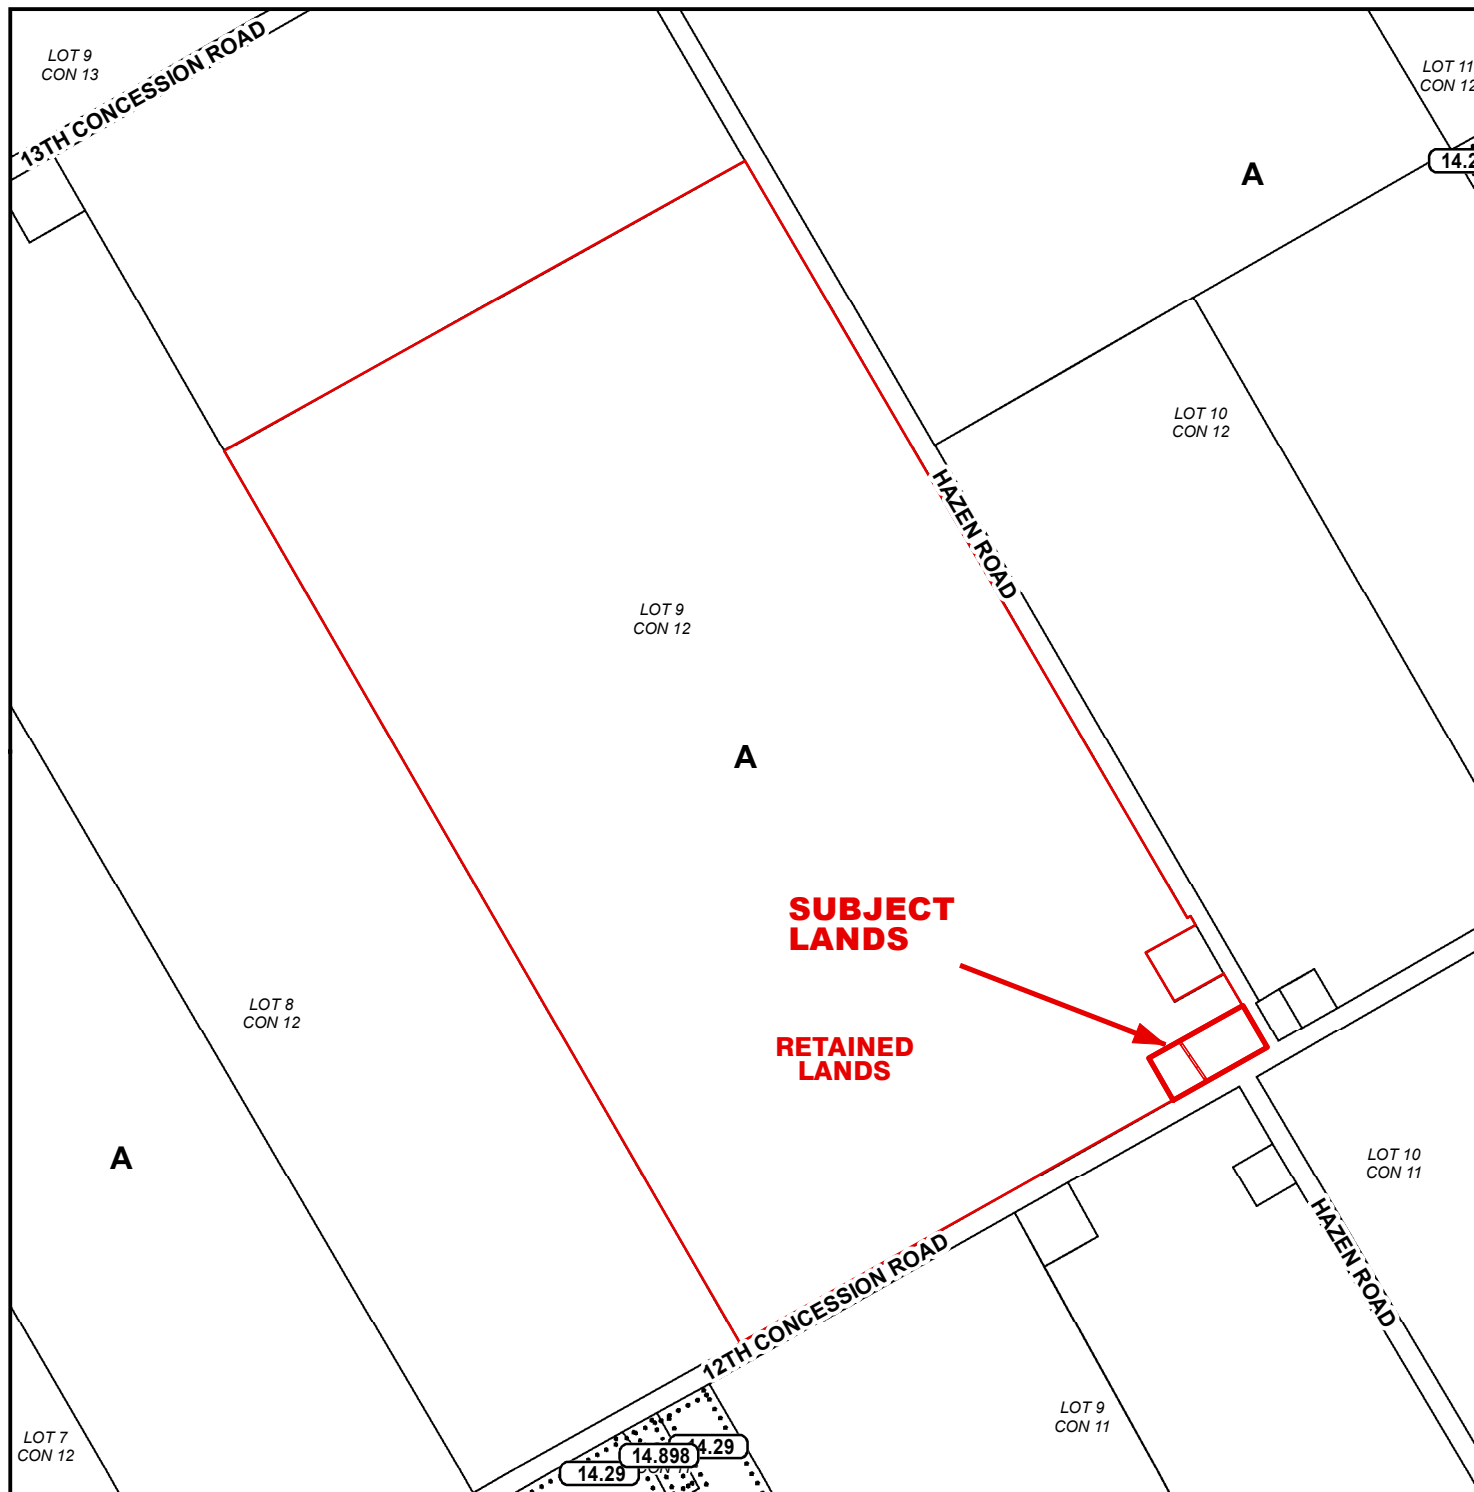 LOT 9
CON 13
13TH CONCESSION ROAD
LOT 11
CON 12
A
LOT 10
CON 12
HAZEN ROAD
LOT 9
CON 12
A
SUBJECT
LANDS
LOT 8
CON 12
RETAINED
LANDS
A
LOT 10
CON 11
HAZEN ROAD
12TH CONCESSION ROAD
LOT 9
CON 11
LOT 7
CON 12
14.29
14.898
14.29